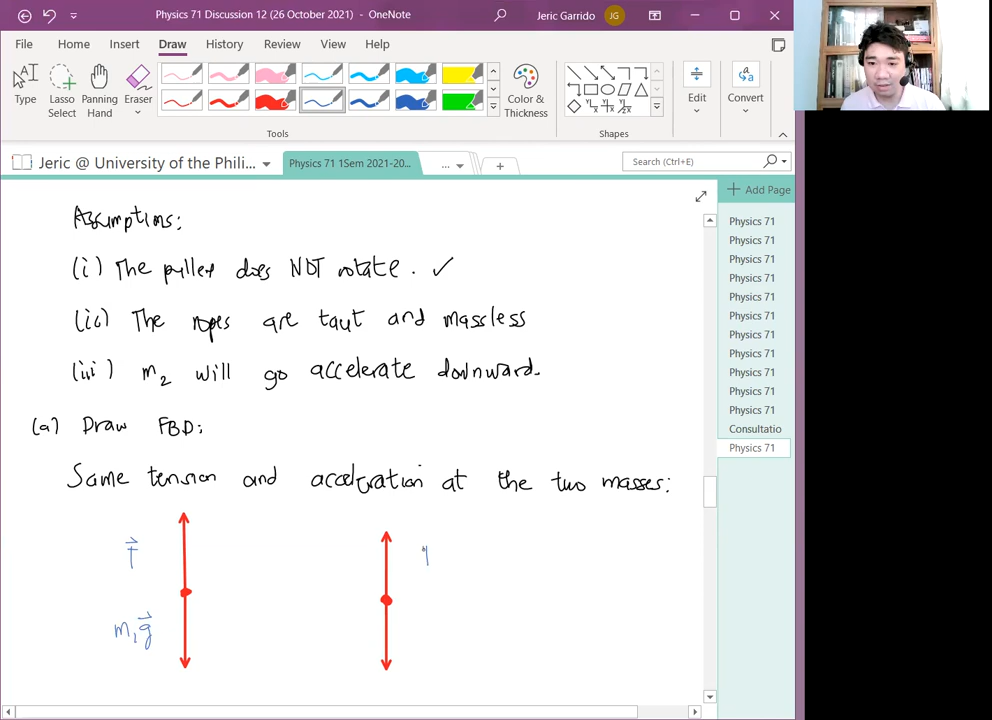 Physics 71 Discussion 12 (26 October 2021) - OneNote
Jeric Garrido
JG
File Home Insert Draw History Review View Help
Type
Lasso Select
Panning Hand
Eraser
Color & Thickness
Edit
Convert
Tools
Shapes
Jeric @ University of the Phili...
Physics 71 1Sem 2021-20...
...
Search (Ctrl+E)
Add Page
Physics 71
Physics 71
Physics 71
Physics 71
Physics 71
Physics 71
Physics 71
Physics 71
Physics 71
Physics 71
Physics 71
Consultatio
Physics 71
Assumptions:
(i) The pulley does NOT rotate. ✓
(ii) The ropes are taut and massless
(iii) m₂ will go accelerate downward.
(a) Draw FBD:
Same tension and acceleration at the two masses:
T⃗
m₁g⃗